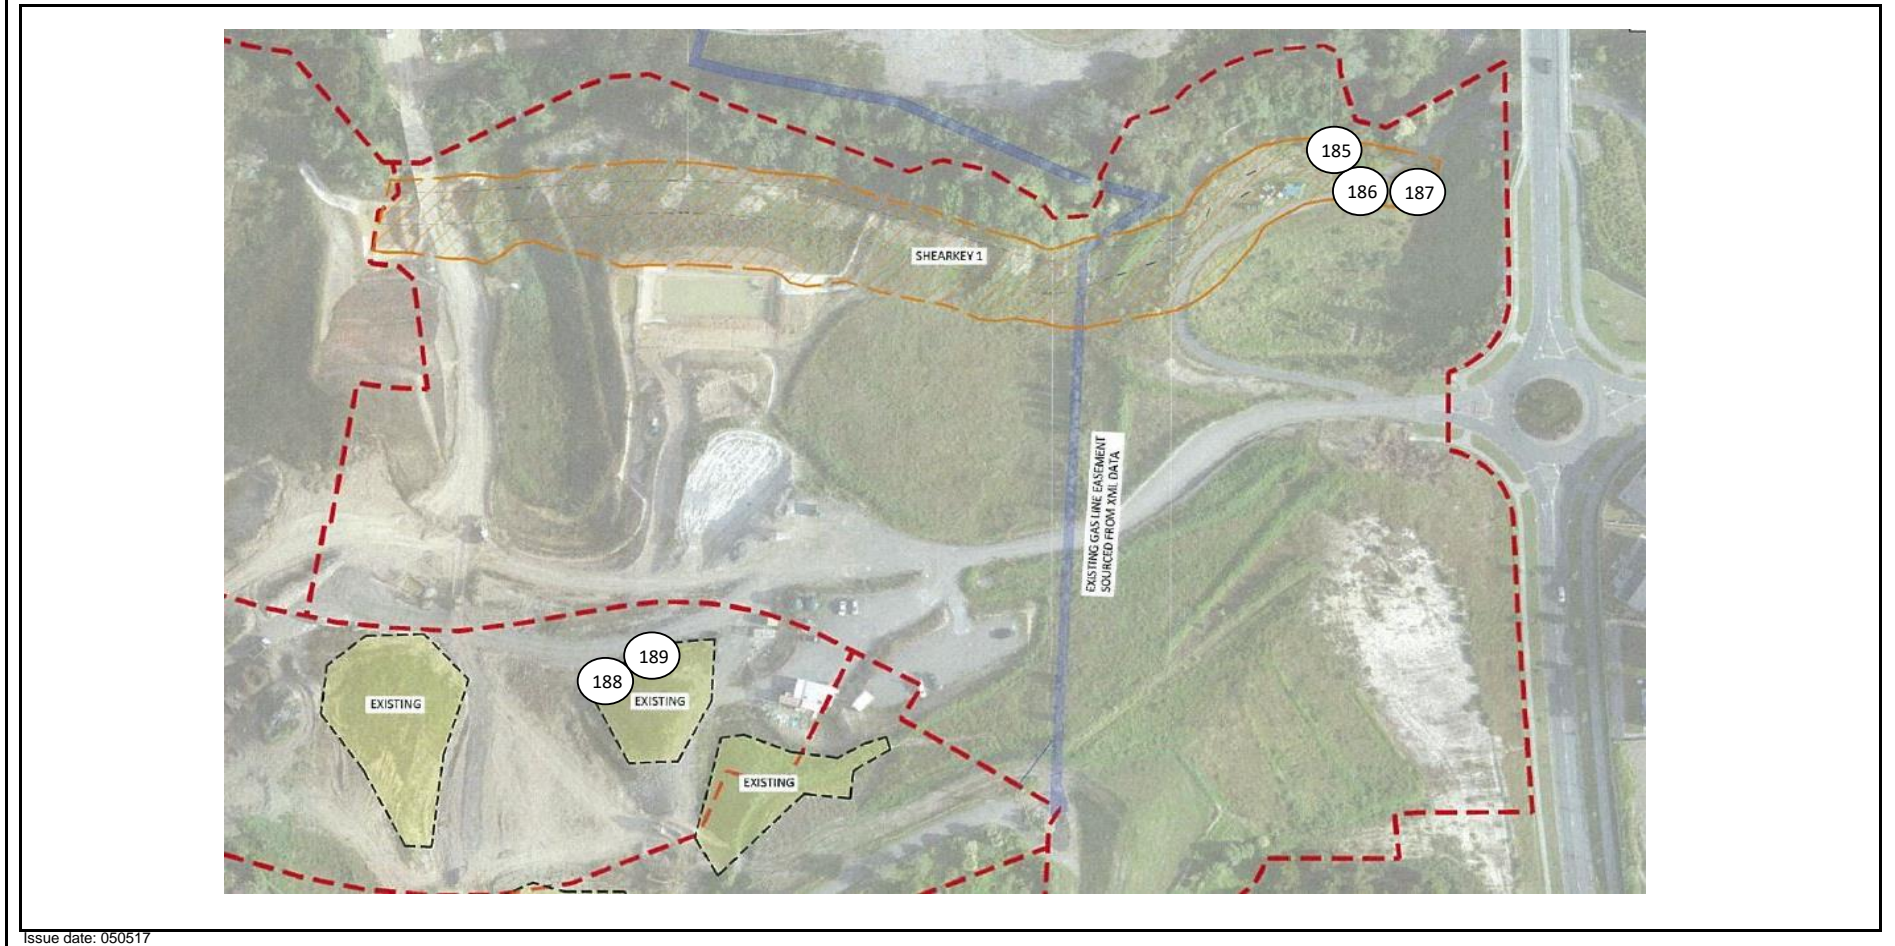 185
186
187
SHEARKEY 1
EXISTING GAS LINE EASEMENT
SOURCED FROM XML DATA
189
188
EXISTING
EXISTING
EXISTING
Issue date: 050517